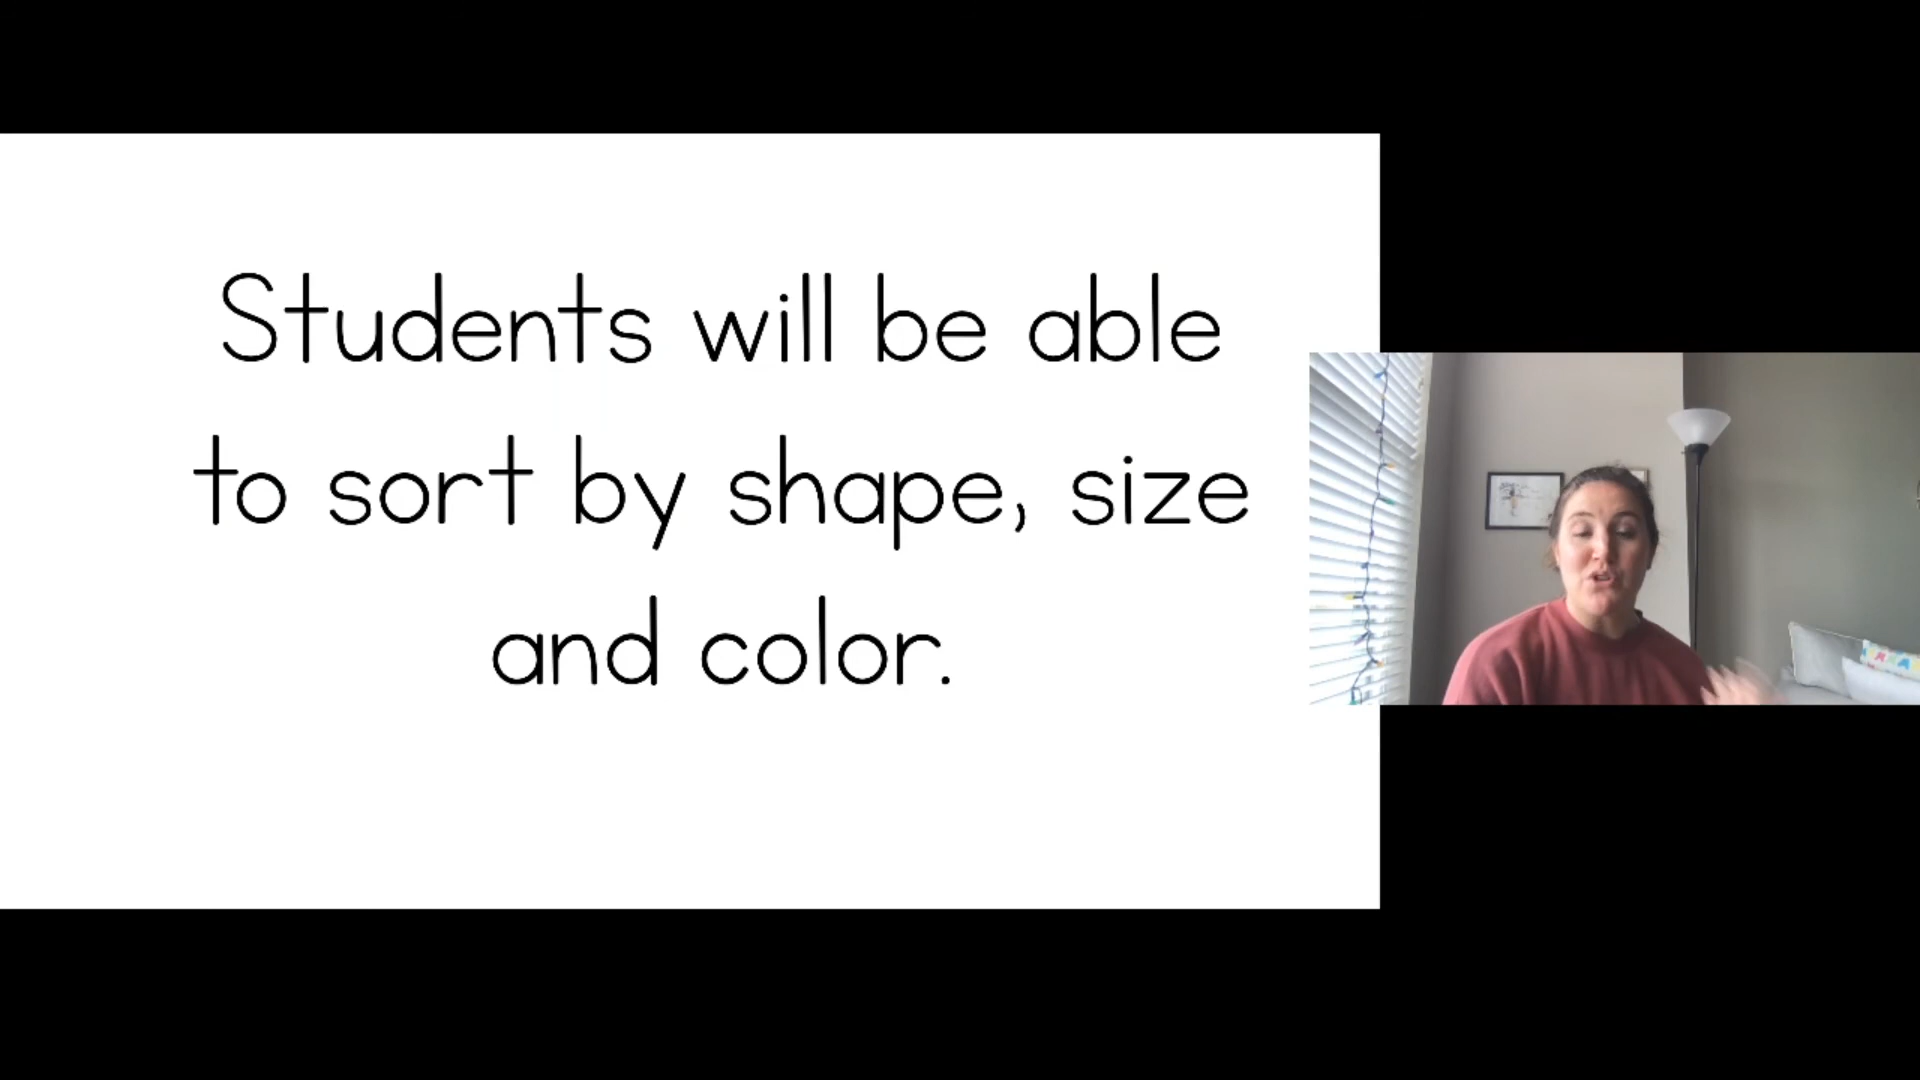 Students will be able
to sort by shape, size
and color.